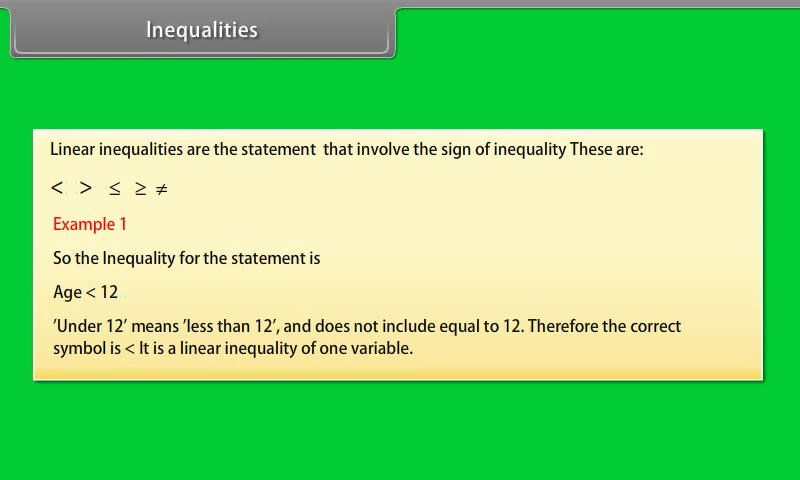 Inequalities
Linear inequalities are the statement that involve the sign of inequality These are:
< > ≤ ≥ ≠
Example 1
So the Inequality for the statement is
Age < 12
'Under 12' means 'less than 12', and does not include equal to 12. Therefore the correct
symbol is < It is a linear inequality of one variable.